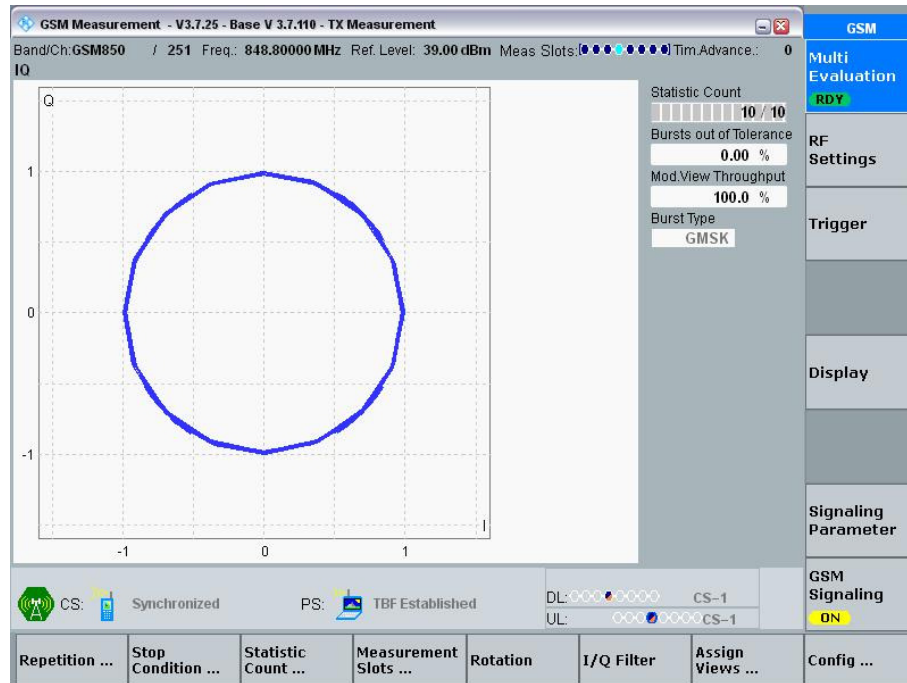 GSM Measurement - V3.7.25 - Base V 3.7.110 - TX Measurement
GSM
Band/Ch:GSM850 / 251 Freq.: 848.80000 MHz Ref. Level: 39.00 dBm Meas Slots: Tim.Advance.: 0
IQ
Multi
Evaluation
RDY
Q
Statistic Count
10 / 10
Bursts out of Tolerance
0.00 %
Mod.View Throughput
100.0 %
Burst Type
GMSK
RF
Settings
Trigger
1
0
-1
I
-1 0 1
Display
Signaling
Parameter
GSM
Signaling
ON
CS: Synchronized PS: TBF Established DL: CS-1
UL: CS-1
Repetition ...
Stop
Condition ...
Statistic
Count ...
Measurement
Slots ...
Rotation
I/Q Filter
Assign
Views ...
Config ...